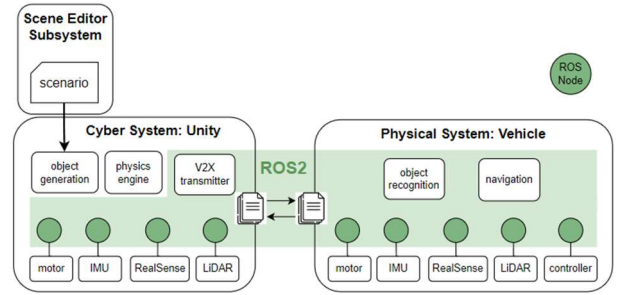 Scene Editor
Subsystem
scenario
ROS
Node
Cyber System: Unity
Physical System: Vehicle
object
generation
physics
engine
V2X
transmitter
ROS2
object
recognition
navigation
motor
IMU
RealSense
LiDAR
motor
IMU
RealSense
LiDAR
controller